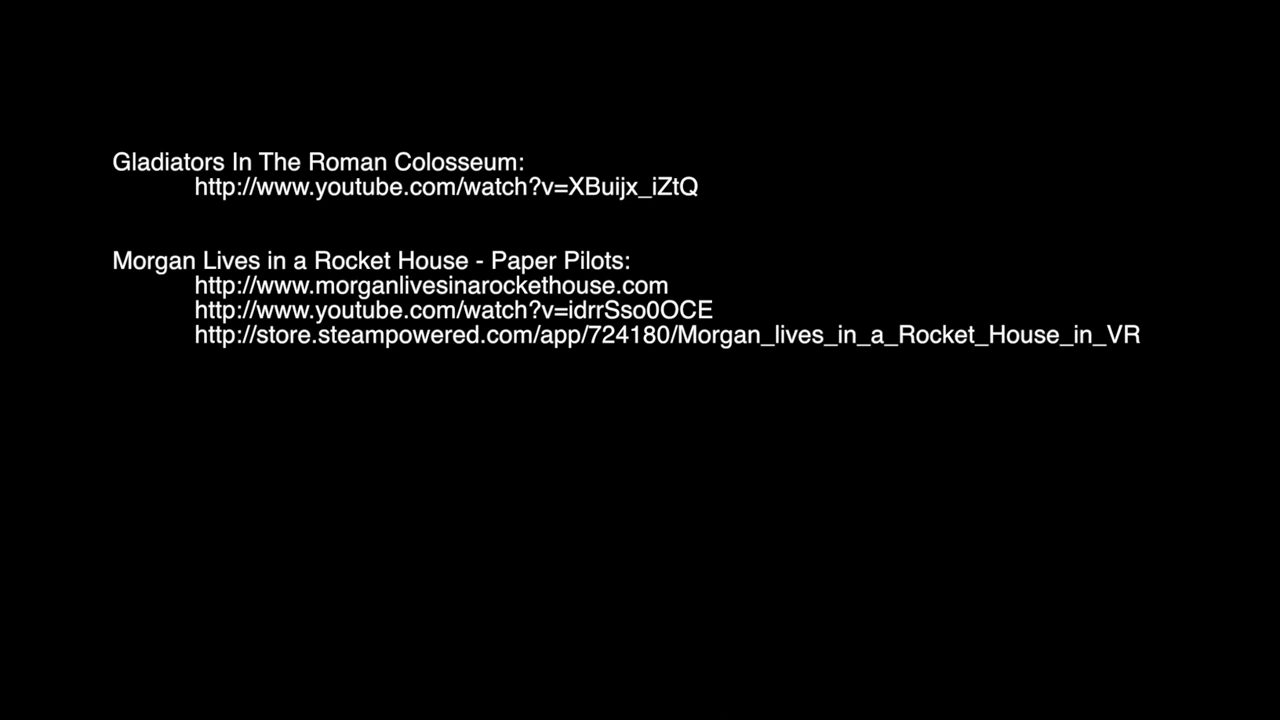 Gladiators In The Roman Colosseum:
http://www.youtube.com/watch?v=XBuijx_iZtQ
Morgan Lives in a Rocket House - Paper Pilots:
http://www.morganlivesinarockethouse.com
http://www.youtube.com/watch?v=idrrSso0OCE
http://store.steampowered.com/app/724180/Morgan_lives_in_a_Rocket_House_in_VR